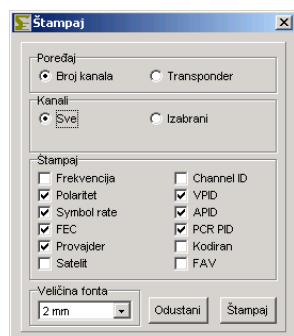 Štampaj
Poređaj
Broj kanala Transponder
Kanali
Sve Izabrani
Štampaj
Frekvencija Channel ID
Polaritet VPID
Symbol rate APID
FEC PCR PID
Provajder Kodiran
Satelit FAV
Veličina fonta
2 mm Odustani Štampaj